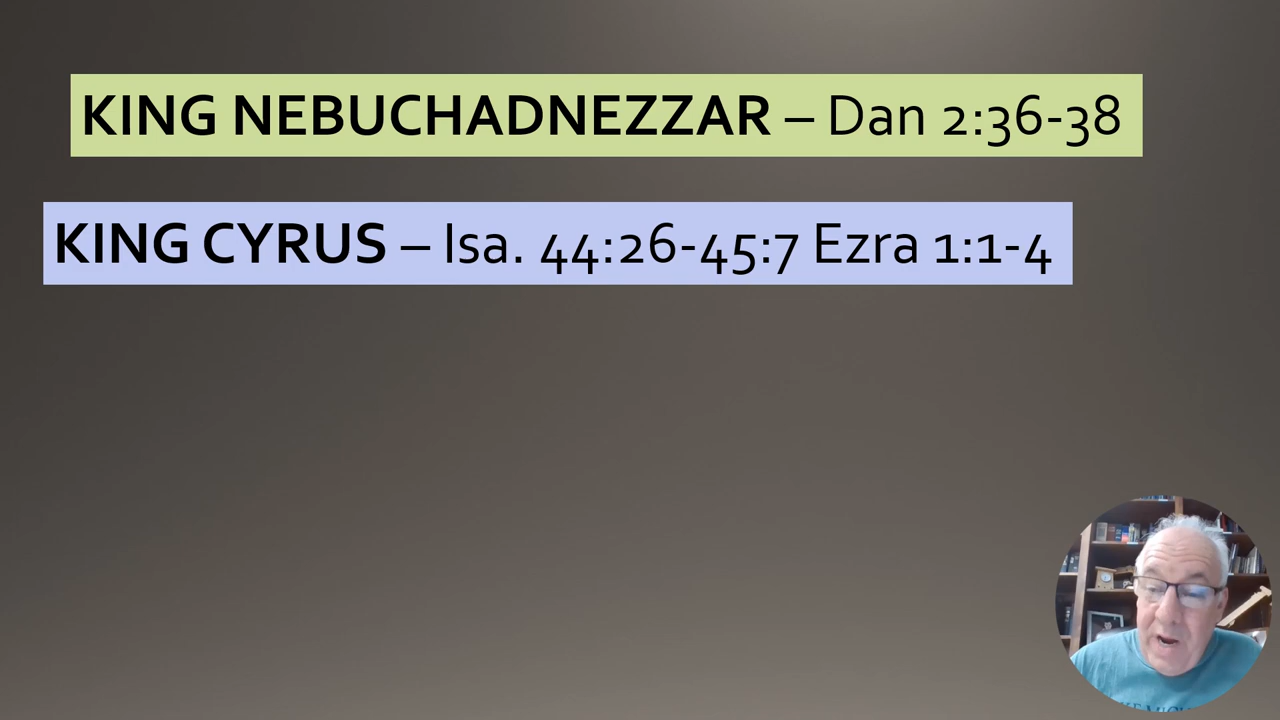 KING NEBUCHADNEZZAR – Dan 2:36-38
KING CYRUS – Isa. 44:26-45:7 Ezra 1:1-4